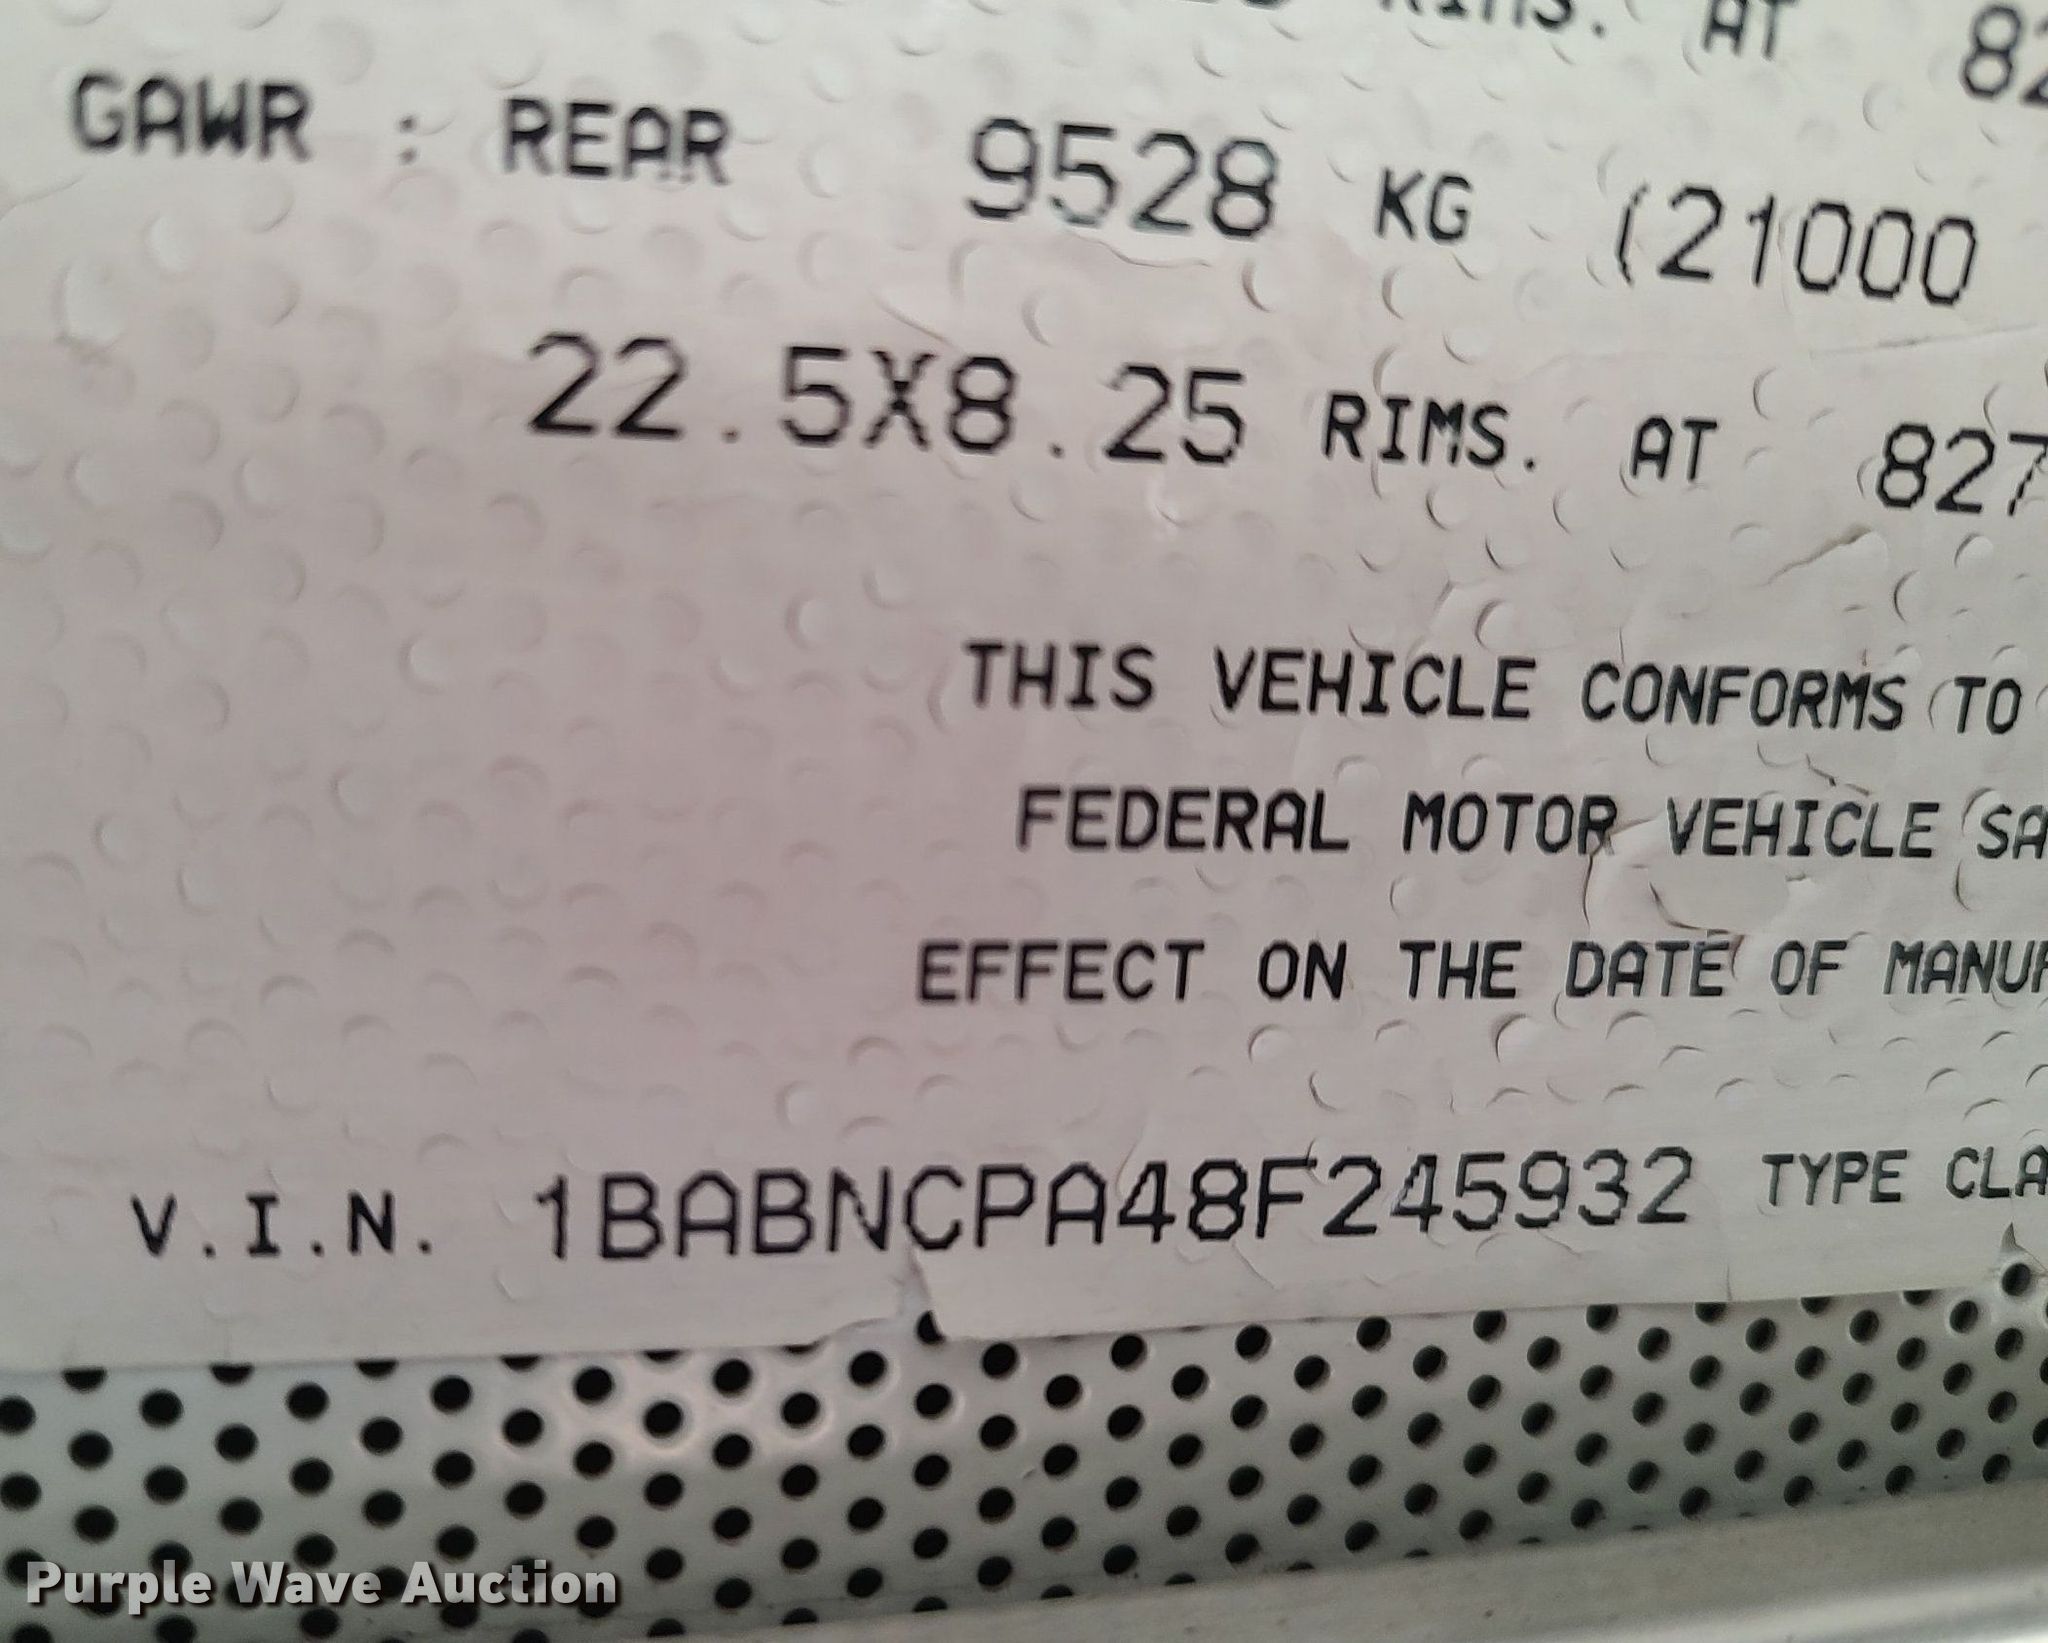 RIMS. AT 82
GAWR : REAR 9528 KG (21000
22.5X8.25 RIMS. AT 827
THIS VEHICLE CONFORMS TO
FEDERAL MOTOR VEHICLE SA
EFFECT ON THE DATE OF MANUF
V.I.N. 1BABNCPA48F245932 TYPE CLA
Purple Wave Auction